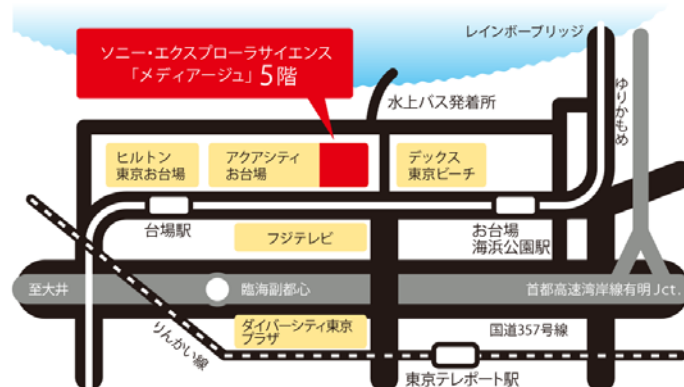 ソニー・エクスプローラサイエンス
「メディアージュ」5階
レインボーブリッジ
水上バス発着所
ゆりかもめ
ヒルトン
東京お台場
アクアシティ
お台場
デックス
東京ビーチ
台場駅
フジテレビ
お台場
海浜公園駅
至大井
臨海副都心
首都高速湾岸線有明Jct.
りんかい線
ダイバーシティ東京
プラザ
国道357号線
東京テレポート駅